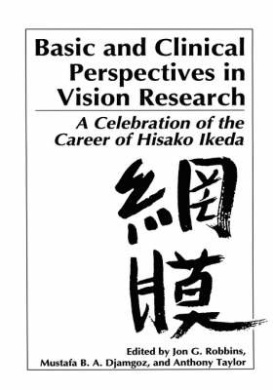 Basic and Clinical
Perspectives in
Vision Research
A Celebration of the
Career of Hisako Ikeda
網
膜
Edited by Jon G. Robbins,
Mustafa B. A. Djamgoz, and Anthony Taylor